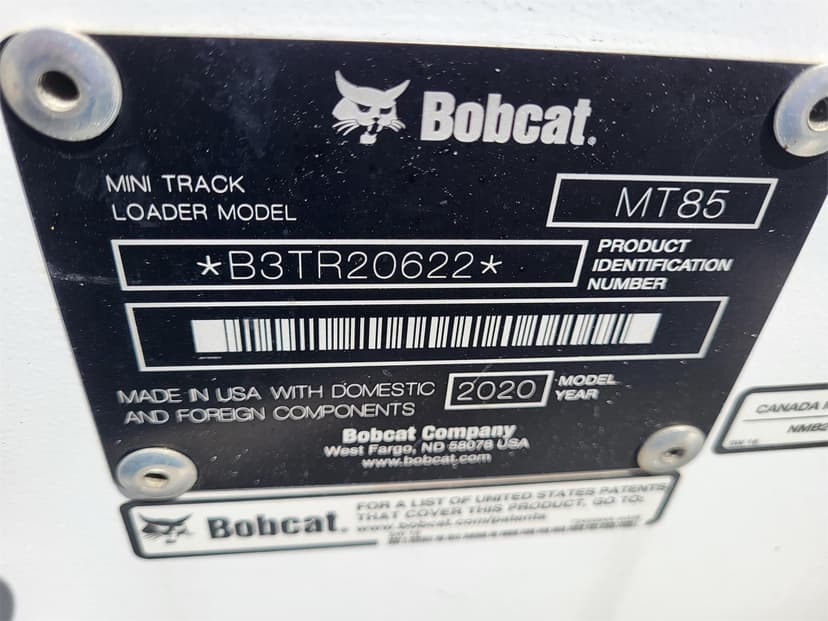 Bobcat.
MINI TRACK
LOADER MODEL
MT85
*B3TR20622*
PRODUCT
IDENTIFICATION
NUMBER
MADE IN USA WITH DOMESTIC
AND FOREIGN COMPONENTS
2020
MODEL
YEAR
Bobcat Company
West Fargo, ND 58078 USA
www.bobcat.com
CANADA
NMB2
Bobcat.
FOR A LIST OF UNITED STATES PATENTS
THAT COVER THIS PRODUCT, GO TO:
www.bobcat.com/patents